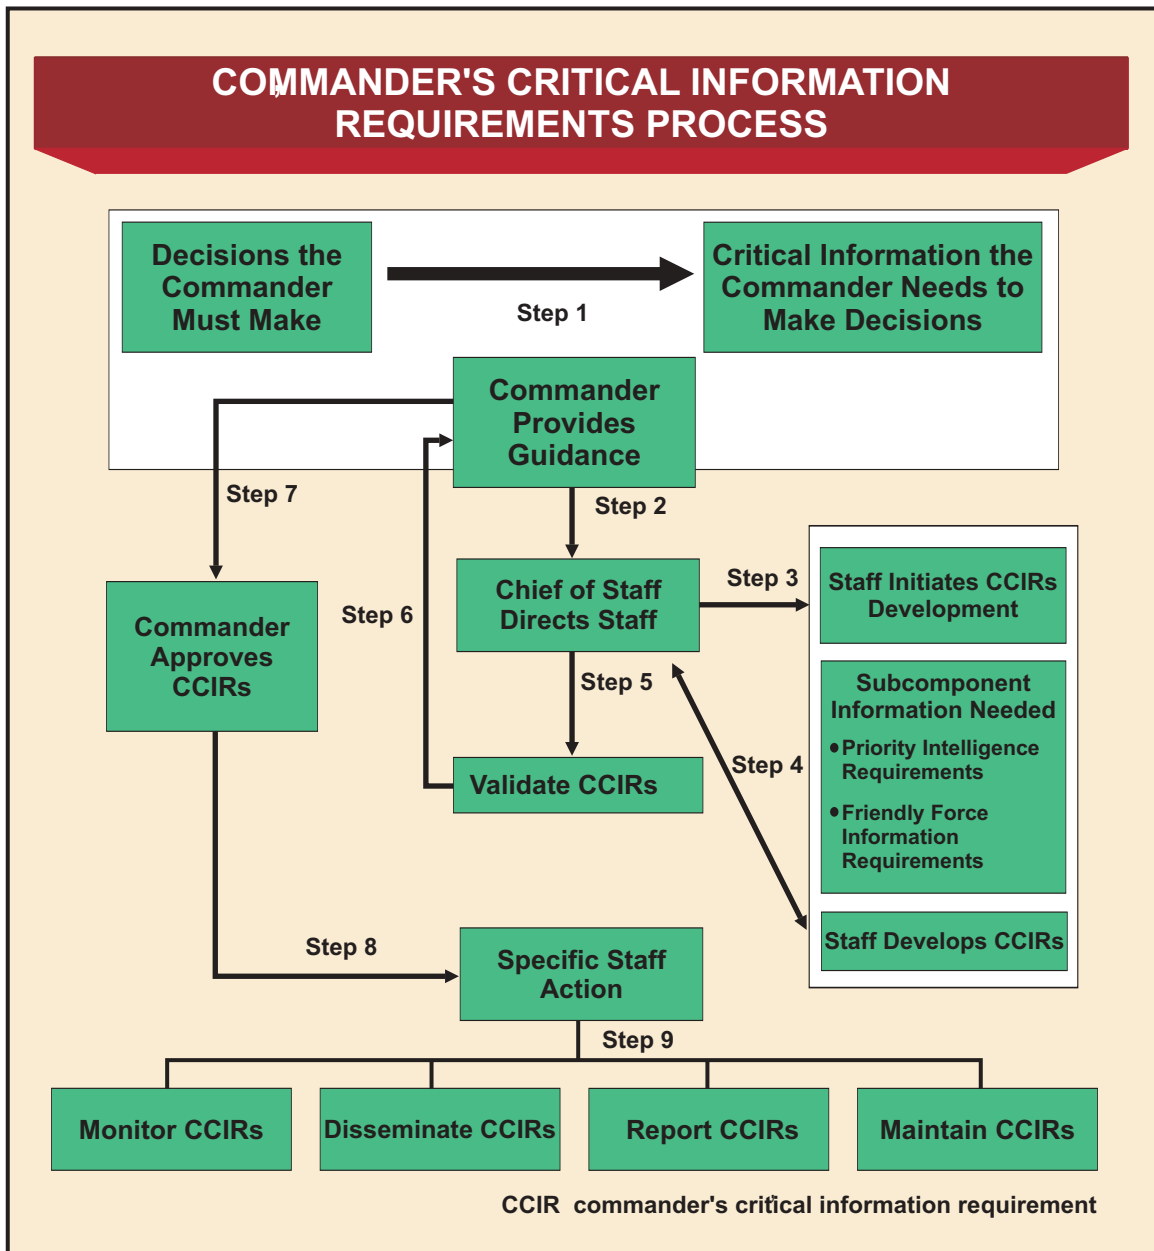 COMMANDER'S CRITICAL INFORMATION
REQUIREMENTS PROCESS
Decisions the
Commander
Must Make
Step 1
Critical Information the
Commander Needs to
Make Decisions
Commander
Provides
Guidance
Step 7
Step 2
Chief of Staff
Directs Staff
Step 3
Staff Initiates CCIRs
Development
Commander
Approves
CCIRs
Step 6
Step 5
Subcomponent
Information Needed
• Priority Intelligence
Requirements
• Friendly Force
Information
Requirements
Step 4
Validate CCIRs
Staff Develops CCIRs
Step 8
Specific Staff
Action
Step 9
Monitor CCIRs
Disseminate CCIRs
Report CCIRs
Maintain CCIRs
CCIR commander's critical information requirement